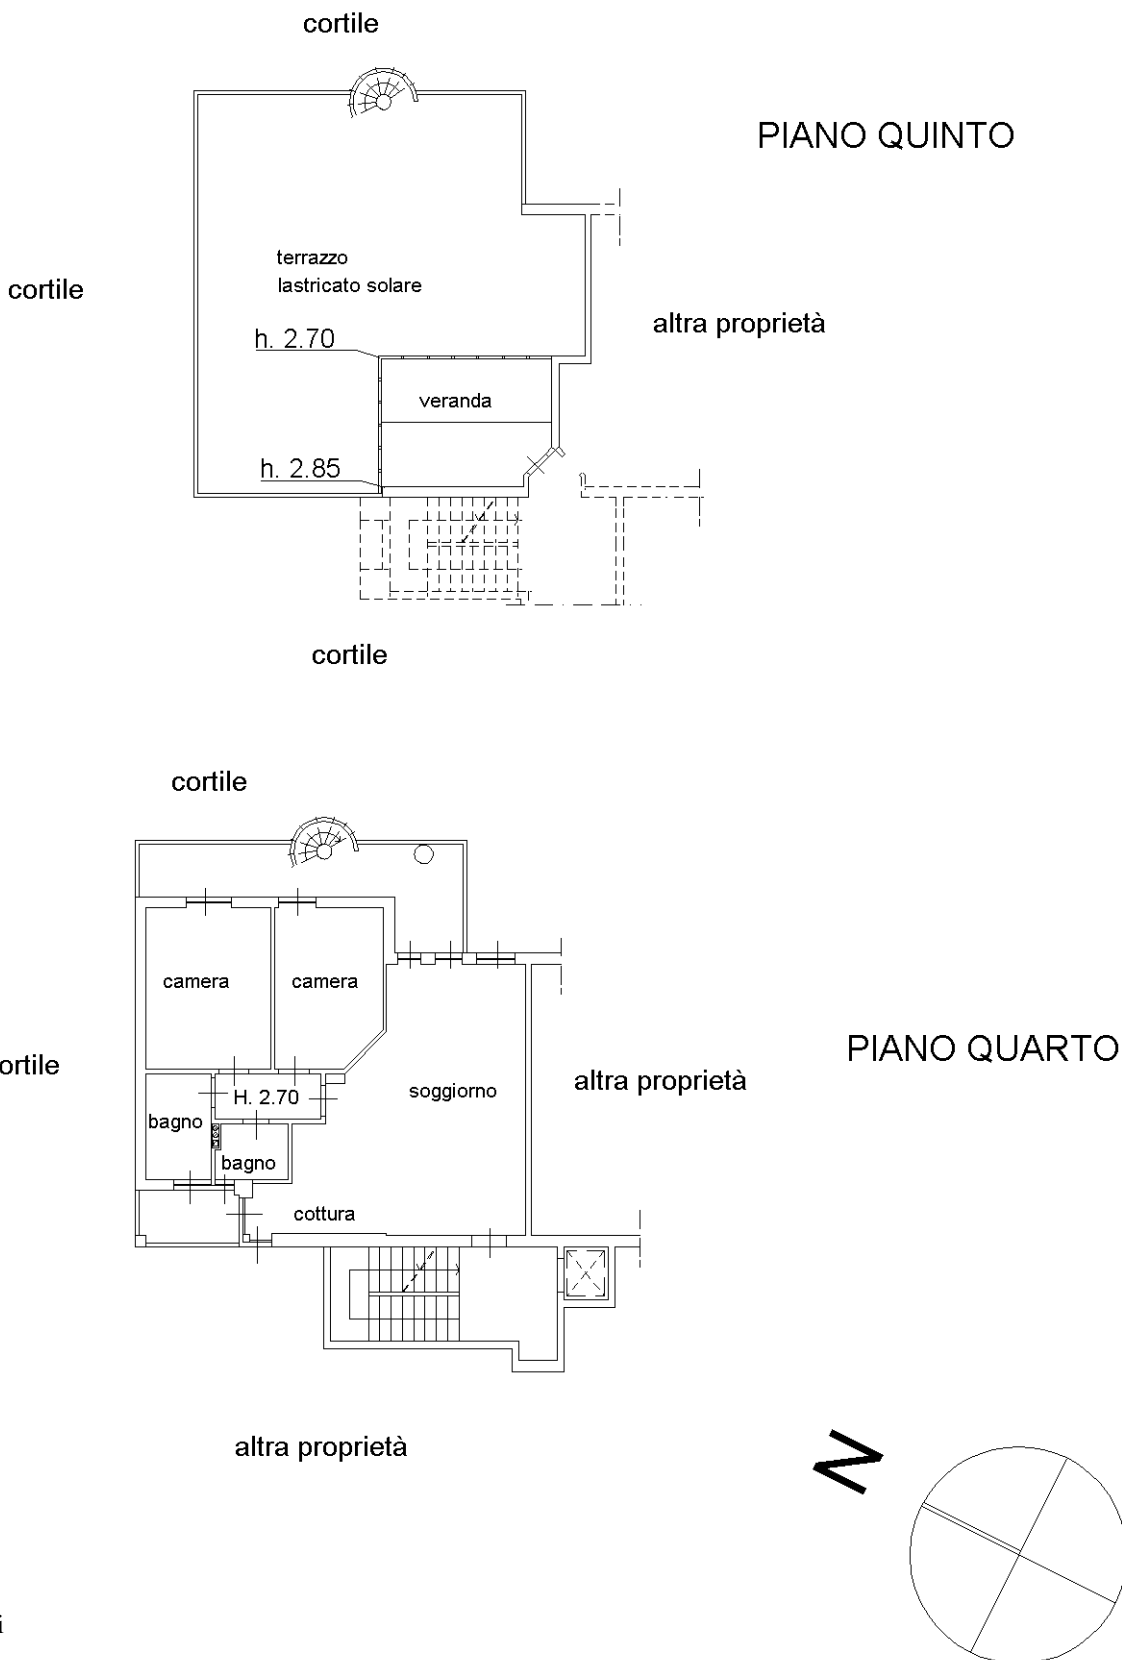 cortile
PIANO QUINTO
terrazzo
lastricato solare
cortile
altra proprietà
h. 2.70
veranda
h. 2.85
cortile
cortile
camera
camera
PIANO QUARTO
ortile
altra proprietà
soggiorno
H. 2.70
bagno
bagno
cottura
altra proprietà
N
i